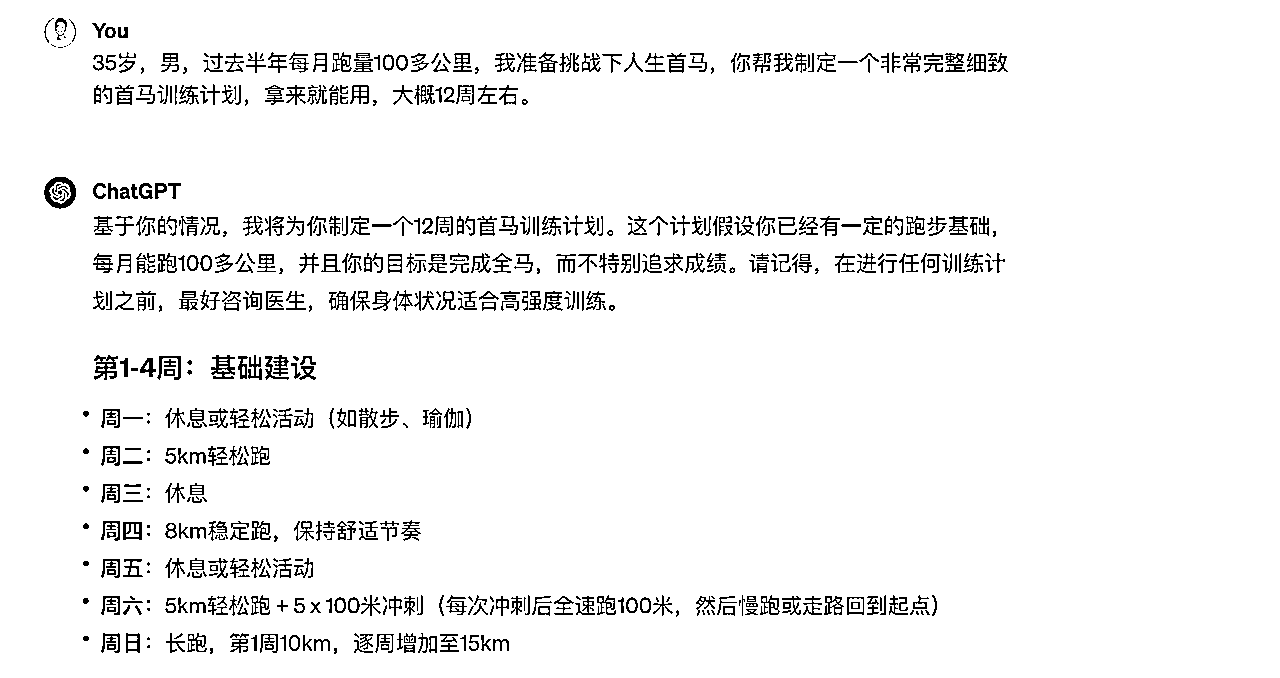 You
35岁，男，过去半年每月跑量100多公里，我准备挑战下人生首马，你帮我制定一个非常完整细致
的首马训练计划，拿来就能用，大概12周左右。
ChatGPT
基于你的情况，我将为你制定一个12周的首马训练计划。这个计划假设你已经有一定的跑步基础，
每月能跑100多公里，并且你的目标是完成全马，而不特别追求成绩。请记得，在进行任何训练计
划之前，最好咨询医生，确保身体状况适合高强度训练。
第1-4周：基础建设
• 周一：休息或轻松活动（如散步、瑜伽）
• 周二：5km轻松跑
• 周三：休息
• 周四：8km稳定跑，保持舒适节奏
• 周五：休息或轻松活动
• 周六：5km轻松跑 + 5 x 100米冲刺（每次冲刺后全速跑100米，然后慢跑或走路回到起点）
• 周日：长跑，第1周10km，逐周增加至15km